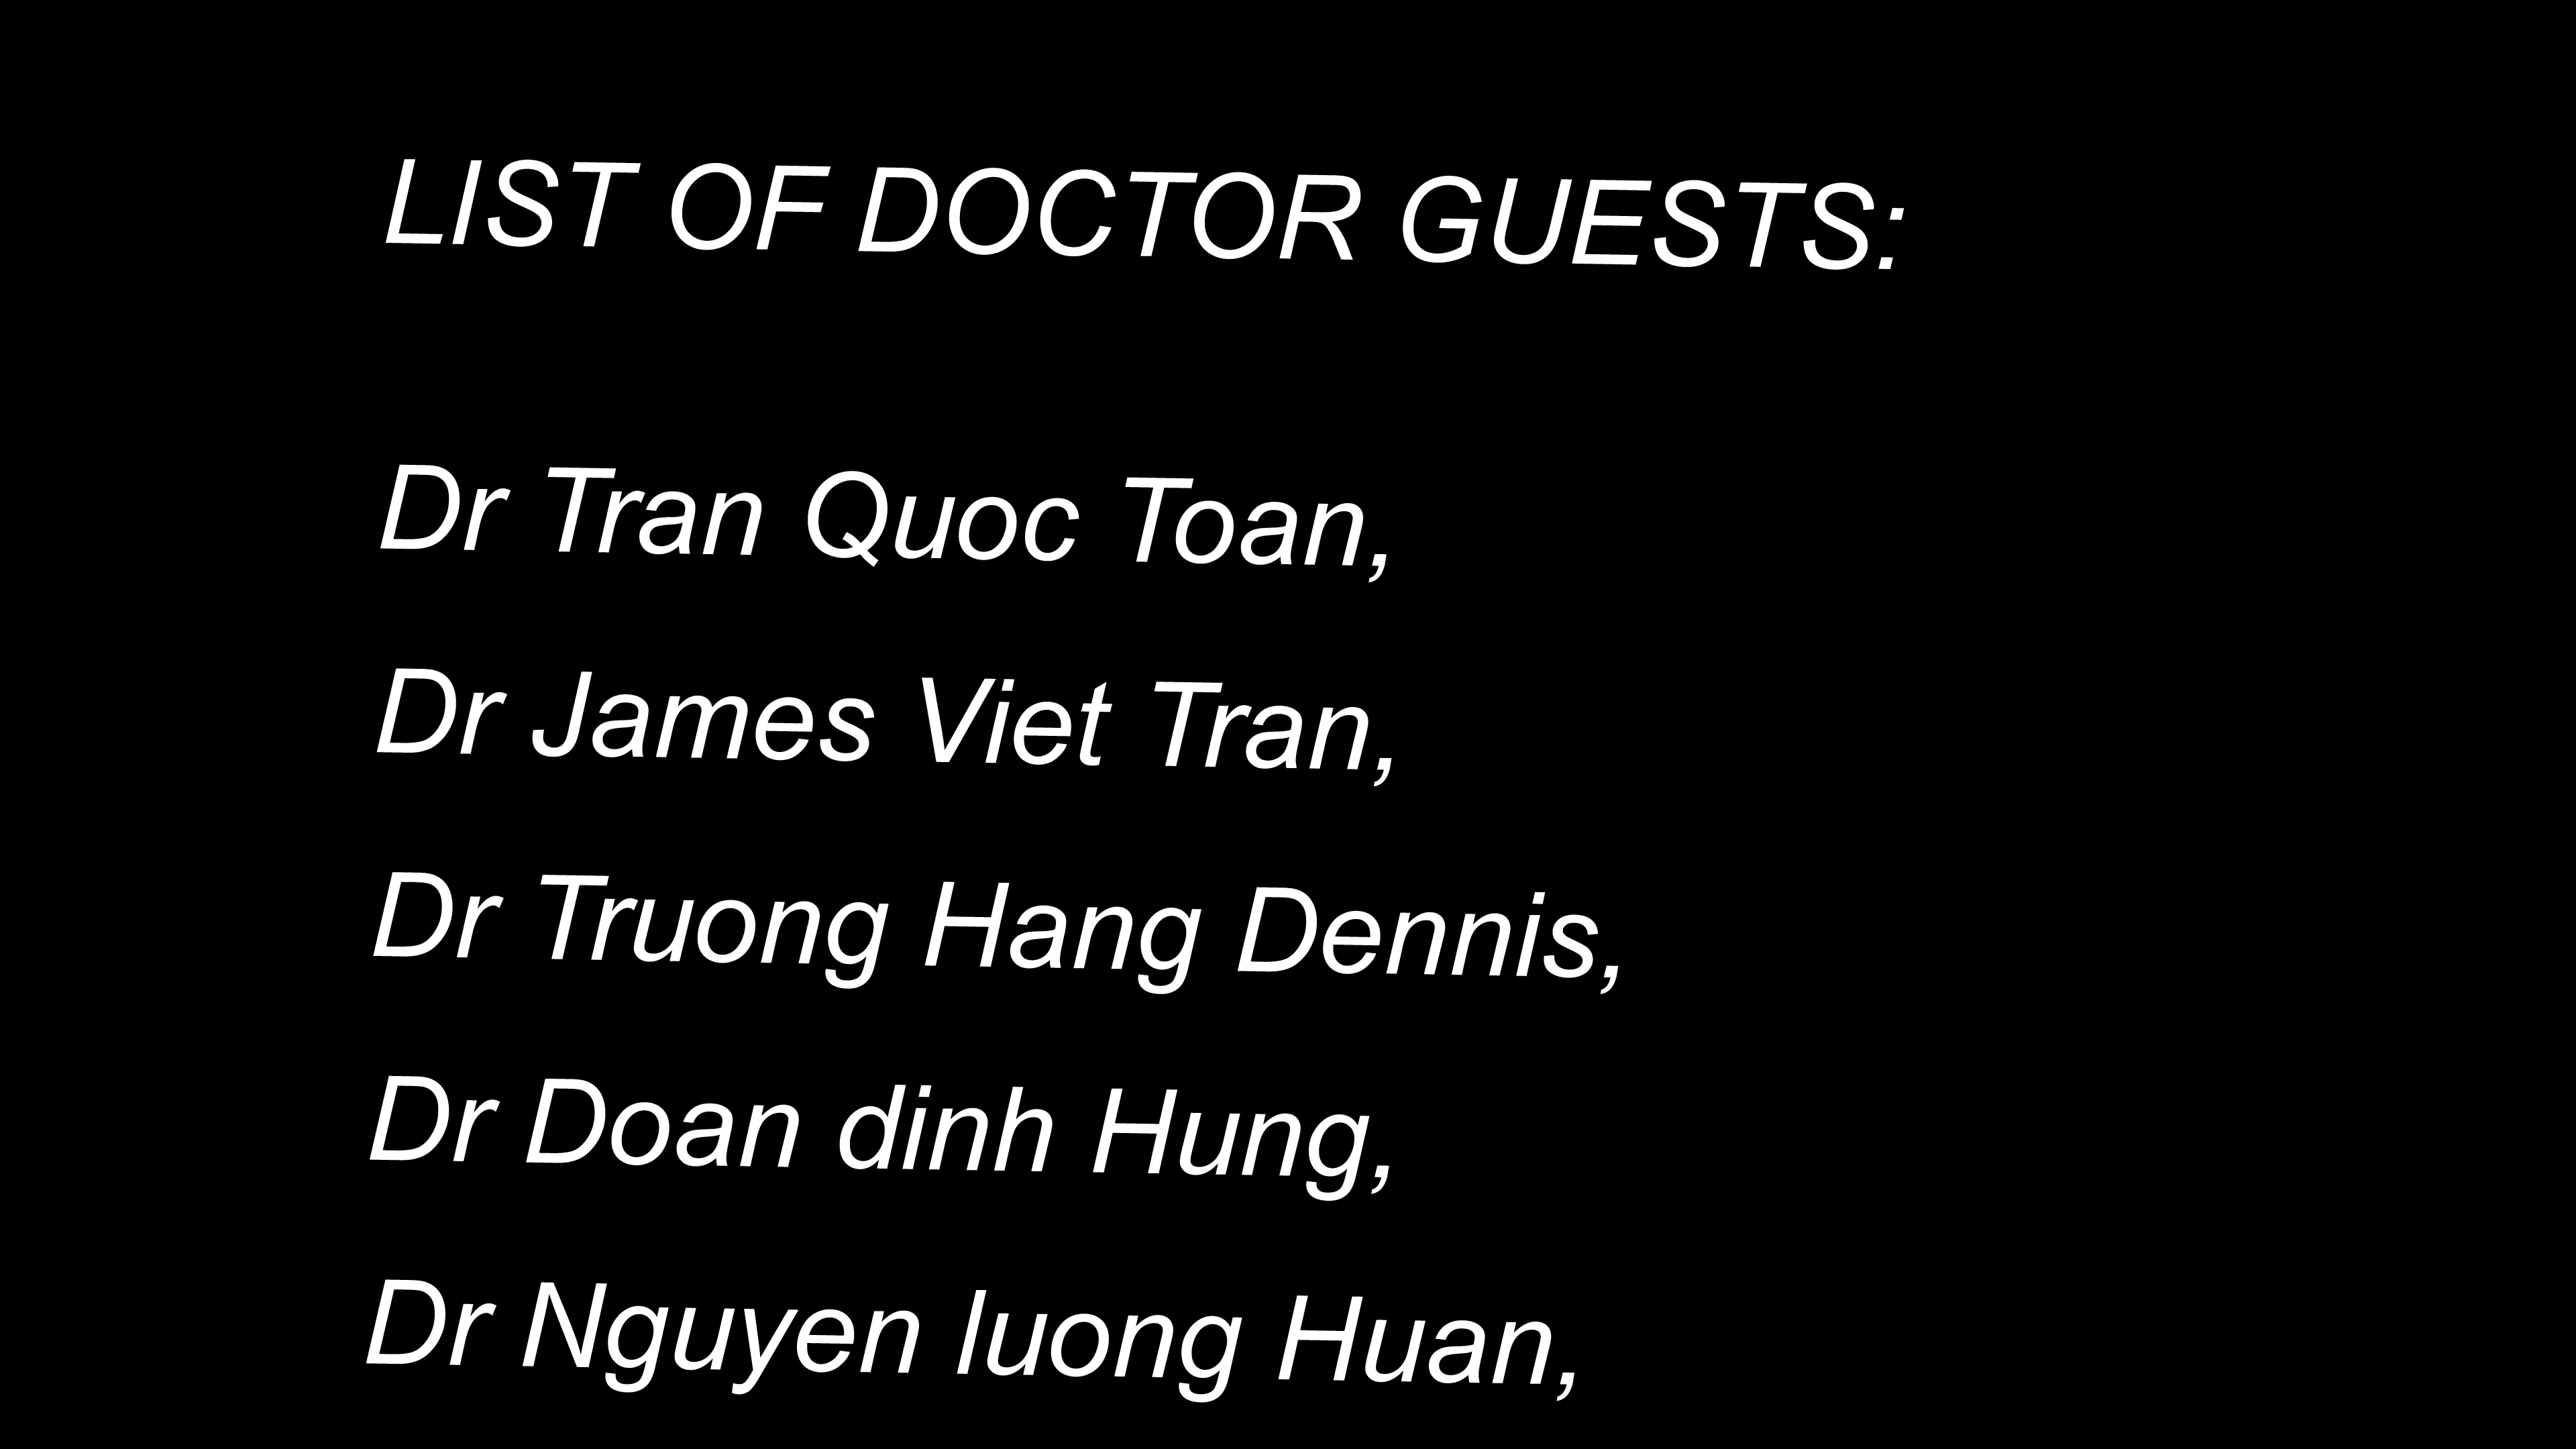 LIST OF DOCTOR GUESTS:
Dr Tran Quoc Toan,
Dr James Viet Tran,
Dr Truong Hang Dennis,
Dr Doan dinh Hung,
Dr Nguyen luong Huan,